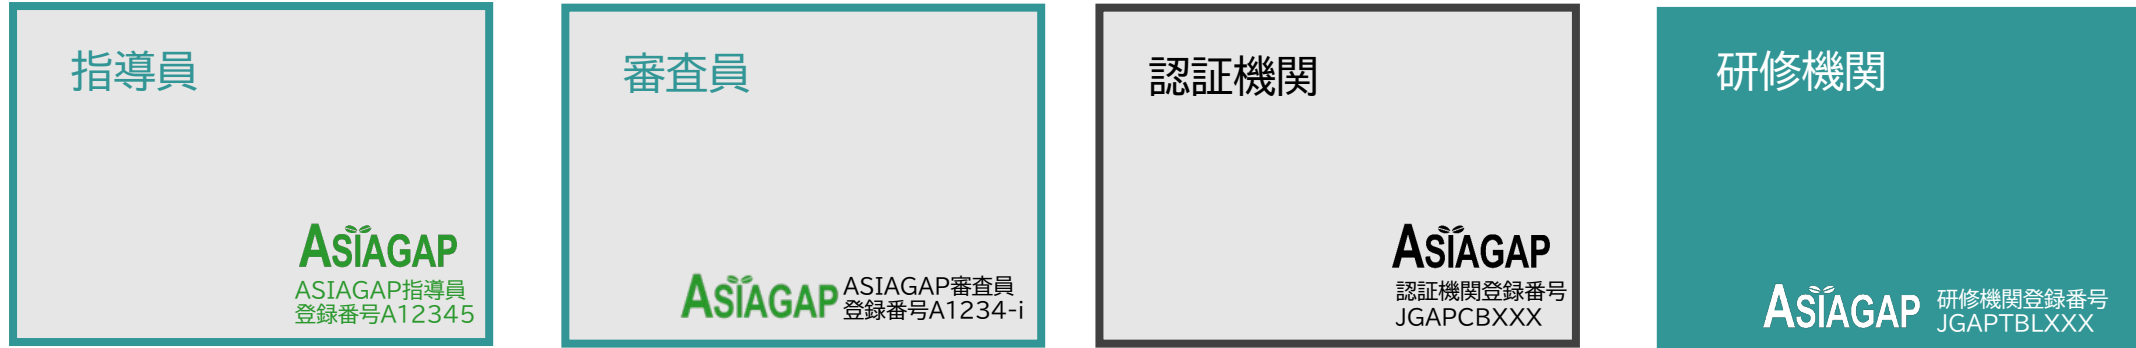 指導員
ASIAGAP
ASIAGAP指導員
登録番号A12345
審査員
ASIAGAP
ASIAGAP審査員
登録番号A1234-i
認証機関
ASIAGAP
認証機関登録番号
JGAPCBXXX
研修機関
ASIAGAP
研修機関登録番号
JGAPTBLXXX